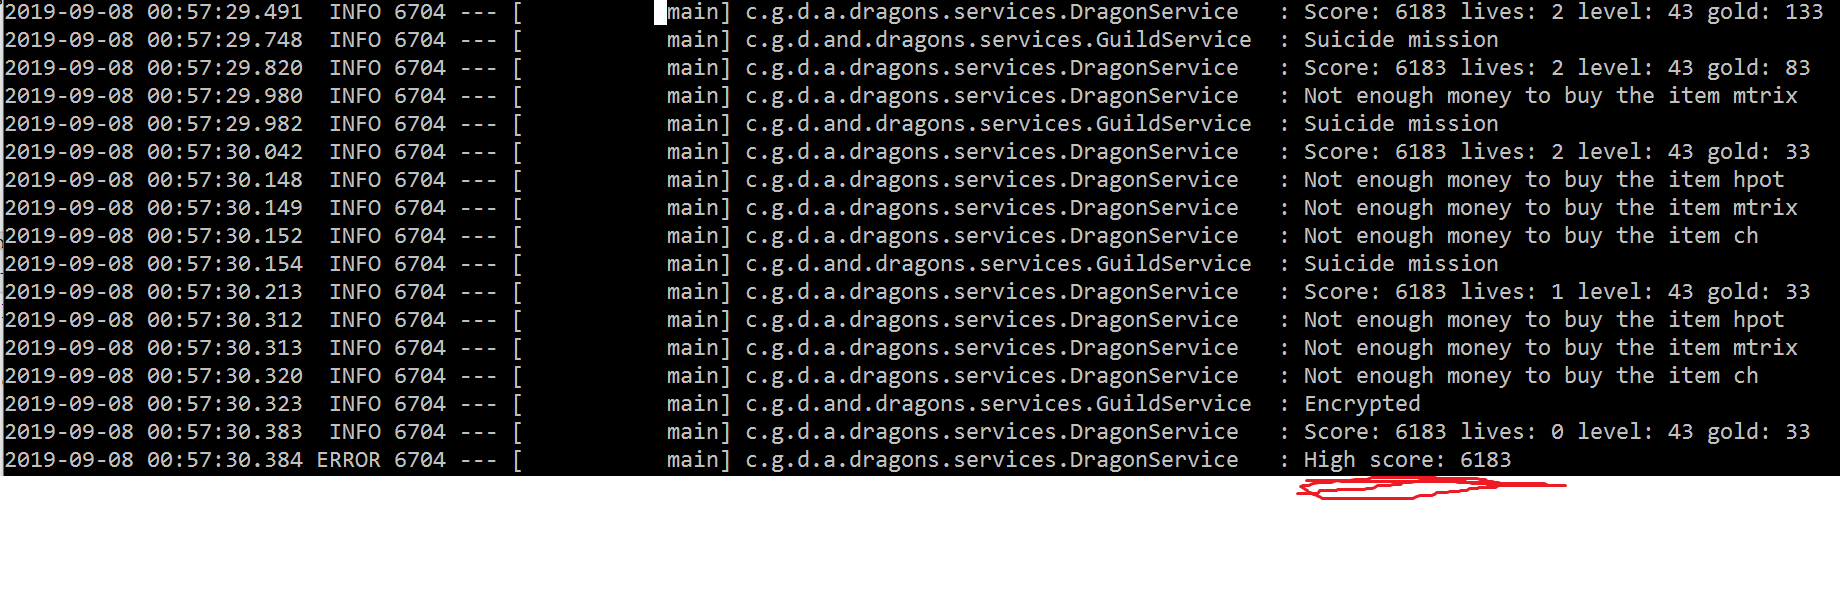 2019-09-08 00:57:29.491  INFO 6704 --- [           main] c.g.d.a.dragons.services.DragonService   : Score: 6183 lives: 2 level: 43 gold: 133
2019-09-08 00:57:29.748  INFO 6704 --- [           main] c.g.d.and.dragons.services.GuildService  : Suicide mission
2019-09-08 00:57:29.820  INFO 6704 --- [           main] c.g.d.a.dragons.services.DragonService   : Score: 6183 lives: 2 level: 43 gold: 83
2019-09-08 00:57:29.980  INFO 6704 --- [           main] c.g.d.a.dragons.services.DragonService   : Not enough money to buy the item mtrix
2019-09-08 00:57:29.982  INFO 6704 --- [           main] c.g.d.and.dragons.services.GuildService  : Suicide mission
2019-09-08 00:57:30.042  INFO 6704 --- [           main] c.g.d.a.dragons.services.DragonService   : Score: 6183 lives: 2 level: 43 gold: 33
2019-09-08 00:57:30.148  INFO 6704 --- [           main] c.g.d.a.dragons.services.DragonService   : Not enough money to buy the item hpot
2019-09-08 00:57:30.149  INFO 6704 --- [           main] c.g.d.a.dragons.services.DragonService   : Not enough money to buy the item mtrix
2019-09-08 00:57:30.152  INFO 6704 --- [           main] c.g.d.a.dragons.services.DragonService   : Not enough money to buy the item ch
2019-09-08 00:57:30.154  INFO 6704 --- [           main] c.g.d.and.dragons.services.GuildService  : Suicide mission
2019-09-08 00:57:30.213  INFO 6704 --- [           main] c.g.d.a.dragons.services.DragonService   : Score: 6183 lives: 1 level: 43 gold: 33
2019-09-08 00:57:30.312  INFO 6704 --- [           main] c.g.d.a.dragons.services.DragonService   : Not enough money to buy the item hpot
2019-09-08 00:57:30.313  INFO 6704 --- [           main] c.g.d.a.dragons.services.DragonService   : Not enough money to buy the item mtrix
2019-09-08 00:57:30.320  INFO 6704 --- [           main] c.g.d.a.dragons.services.DragonService   : Not enough money to buy the item ch
2019-09-08 00:57:30.323  INFO 6704 --- [           main] c.g.d.and.dragons.services.GuildService  : Encrypted
2019-09-08 00:57:30.383  INFO 6704 --- [           main] c.g.d.a.dragons.services.DragonService   : Score: 6183 lives: 0 level: 43 gold: 33
2019-09-08 00:57:30.384 ERROR 6704 --- [           main] c.g.d.a.dragons.services.DragonService   : High score: 6183